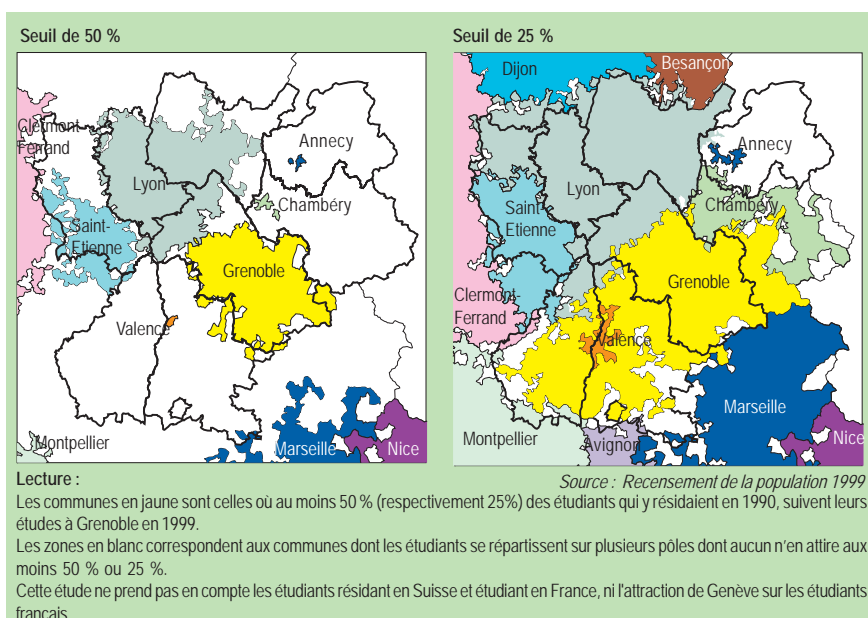 Seuil de 50 %
Clermont-
Ferrand
Lyon
Annecy
Chambéry
Saint-
Etienne
Grenoble
Valence
Montpellier
Marseille
Nice
Seuil de 25 %
Dijon
Besançon
Annecy
Lyon
Chambéry
Saint-
Etienne
Grenoble
Clermont-
Ferrand
Valence
Marseille
Montpellier
Avignon
Nice
Lecture :
Source : Recensement de la population 1999
Les communes en jaune sont celles où au moins 50 % (respectivement 25%) des étudiants qui y résidaient en 1990, suivent leurs
études à Grenoble en 1999.
Les zones en blanc correspondent aux communes dont les étudiants se répartissent sur plusieurs pôles dont aucun n'en attire aux
moins 50 % ou 25 %.
Cette étude ne prend pas en compte les étudiants résidant en Suisse et étudiant en France, ni l'attraction de Genève sur les étudiants
français.